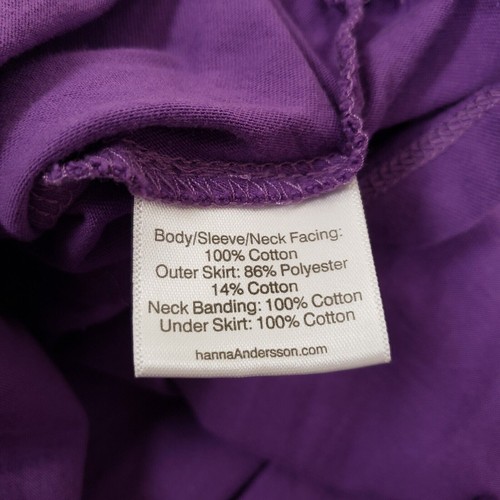 Body/Sleeve/Neck Facing:
100% Cotton
Outer Skirt: 86% Polyester
14% Cotton
Neck Banding: 100% Cotton
Under Skirt: 100% Cotton
hannaAndersson.com